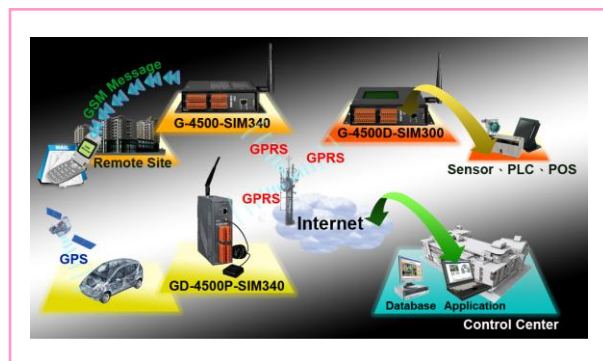 GSM Message
G-4500-SIM340
Remote Site
MAIL
G-4500D-SIM300
Sensor、PLC、POS
GPRS
GPRS
GPRS
Internet
GPS
GD-4500P-SIM340
Database
Application
Control Center